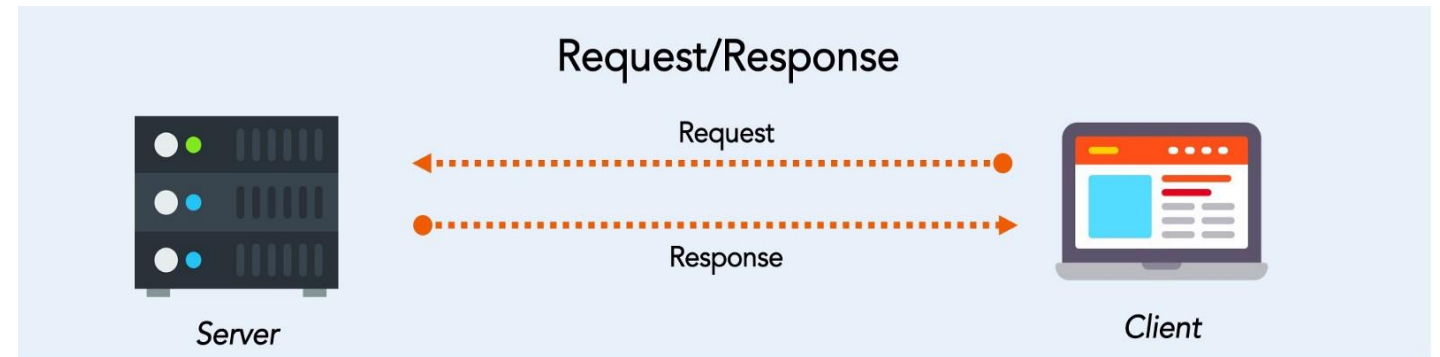 Request/Response
Request
Response
Server
Client